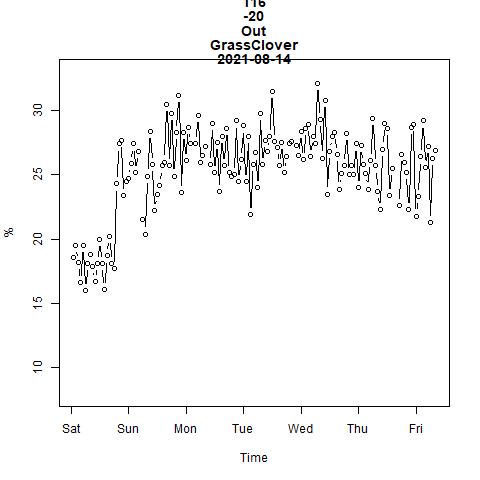 116
-20
Out
GrassClover
2021-08-14
%
30
25
20
15
10
Sat
Sun
Mon
Tue
Wed
Thu
Fri
Time